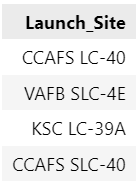 Launch_Site
CCAFS LC-40
VAFB SLC-4E
KSC LC-39A
CCAFS SLC-40